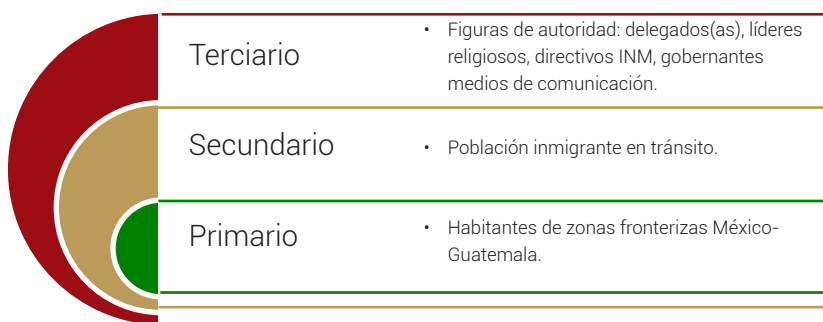 Terciario
• Figuras de autoridad: delegados(as), líderes
religiosos, directivos INM, gobernantes
medios de comunicación.
Secundario
• Población inmigrante en tránsito.
Primario
• Habitantes de zonas fronterizas México-
Guatemala.